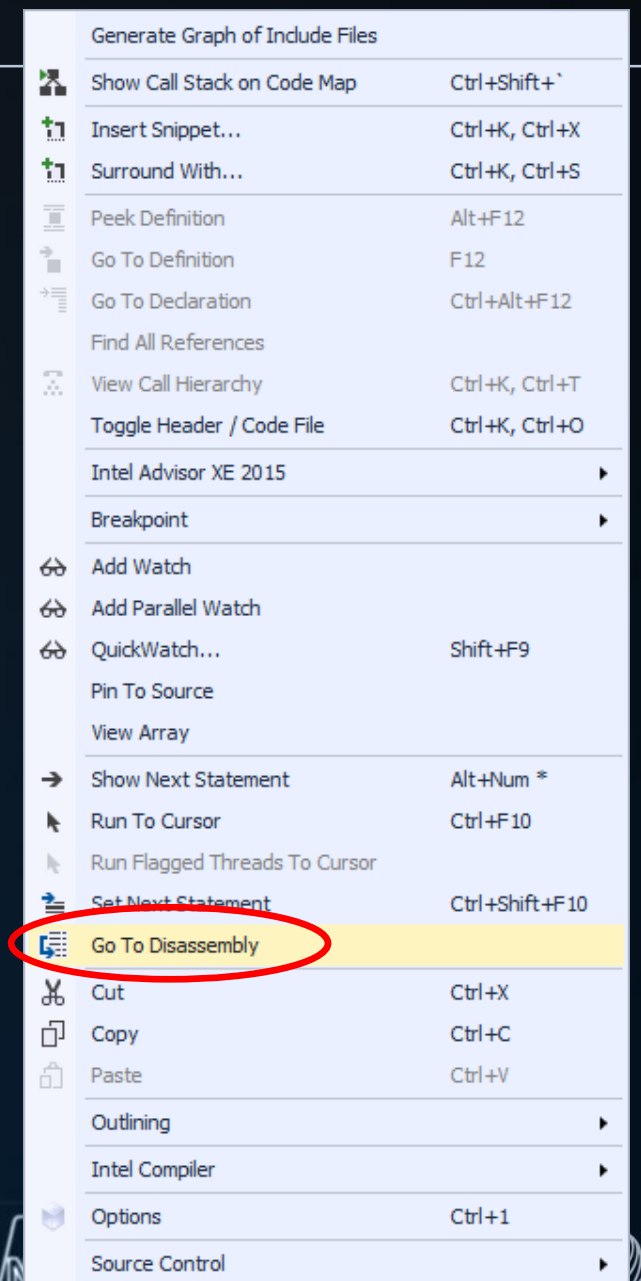 Generate Graph of Include Files
Show Call Stack on Code Map Ctrl+Shift+`
Insert Snippet... Ctrl+K, Ctrl+X
Surround With... Ctrl+K, Ctrl+S
Peek Definition Alt+F12
Go To Definition F12
Go To Declaration Ctrl+Alt+F12
Find All References
View Call Hierarchy Ctrl+K, Ctrl+T
Toggle Header / Code File Ctrl+K, Ctrl+O
Intel Advisor XE 2015
Breakpoint
Add Watch
Add Parallel Watch
QuickWatch... Shift+F9
Pin To Source
View Array
Show Next Statement Alt+Num *
Run To Cursor Ctrl+F10
Run Flagged Threads To Cursor
Set Next Statement Ctrl+Shift+F10
Go To Disassembly
Cut Ctrl+X
Copy Ctrl+C
Paste Ctrl+V
Outlining
Intel Compiler
Options Ctrl+1
Source Control